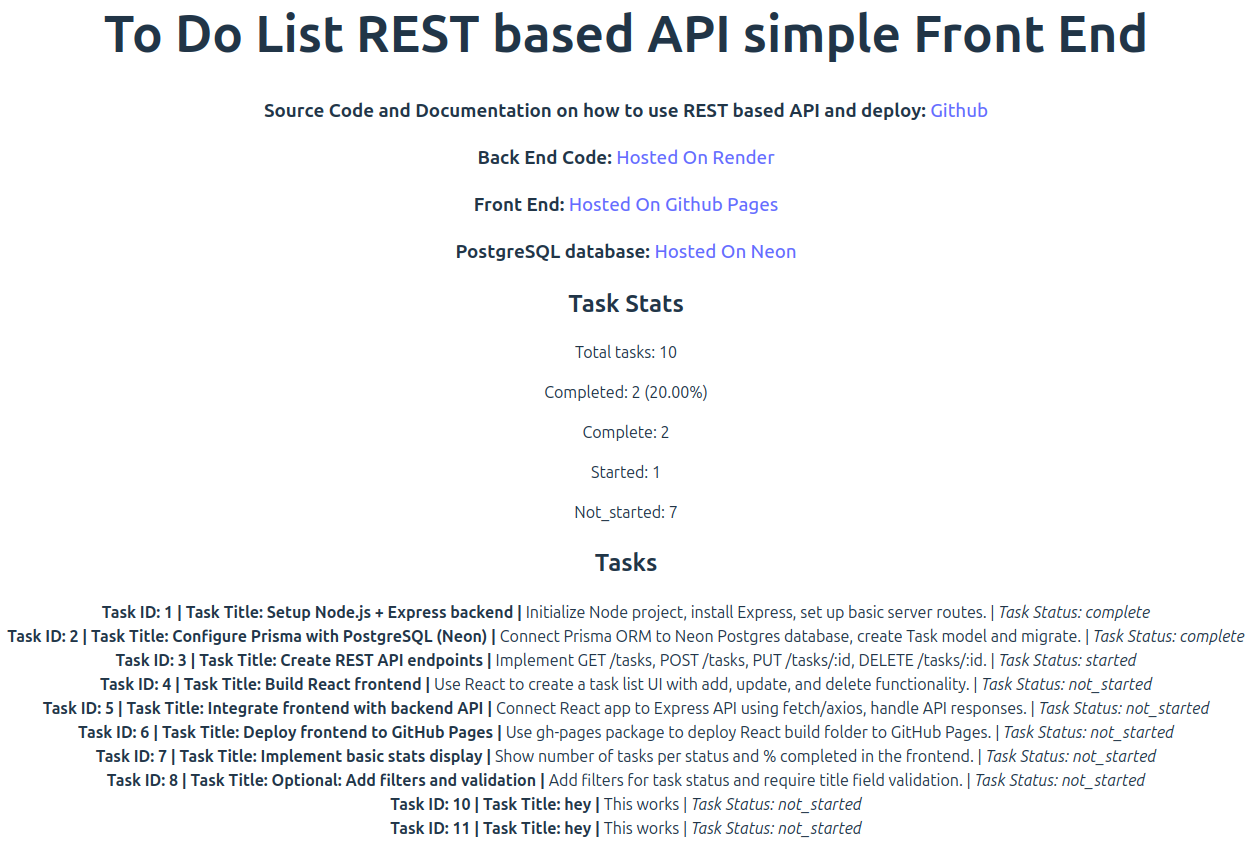 To Do List REST based API simple Front End
Source Code and Documentation on how to use REST based API and deploy: Github
Back End Code: Hosted On Render
Front End: Hosted On Github Pages
PostgreSQL database: Hosted On Neon
Task Stats
Total tasks: 10
Completed: 2 (20.00%)
Complete: 2
Started: 1
Not_started: 7
Tasks
Task ID: 1 | Task Title: Setup Node.js + Express backend | Initialize Node project, install Express, set up basic server routes. | Task Status: complete
Task ID: 2 | Task Title: Configure Prisma with PostgreSQL (Neon) | Connect Prisma ORM to Neon Postgres database, create Task model and migrate. | Task Status: complete
Task ID: 3 | Task Title: Create REST API endpoints | Implement GET /tasks, POST /tasks, PUT /tasks/:id, DELETE /tasks/:id. | Task Status: started
Task ID: 4 | Task Title: Build React frontend | Use React to create a task list UI with add, update, and delete functionality. | Task Status: not_started
Task ID: 5 | Task Title: Integrate frontend with backend API | Connect React app to Express API using fetch/axios, handle API responses. | Task Status: not_started
Task ID: 6 | Task Title: Deploy frontend to GitHub Pages | Use gh-pages package to deploy React build folder to GitHub Pages. | Task Status: not_started
Task ID: 7 | Task Title: Implement basic stats display | Show number of tasks per status and % completed in the frontend. | Task Status: not_started
Task ID: 8 | Task Title: Optional: Add filters and validation | Add filters for task status and require title field validation. | Task Status: not_started
Task ID: 10 | Task Title: hey | This works | Task Status: not_started
Task ID: 11 | Task Title: hey | This works | Task Status: not_started